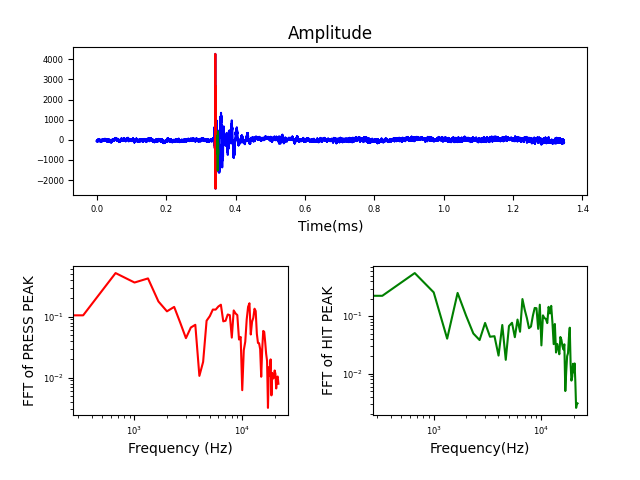 Amplitude
4000
3000
2000
1000
0
−1000
−2000
0.0 0.2 0.4 0.6 0.8 1.0 1.2 1.4
Time(ms)
FFT of PRESS PEAK
10⁻¹
10⁻²
10³ 10⁴
Frequency (Hz)
FFT of HIT PEAK
10⁻¹
10⁻²
10³ 10⁴
Frequency(Hz)